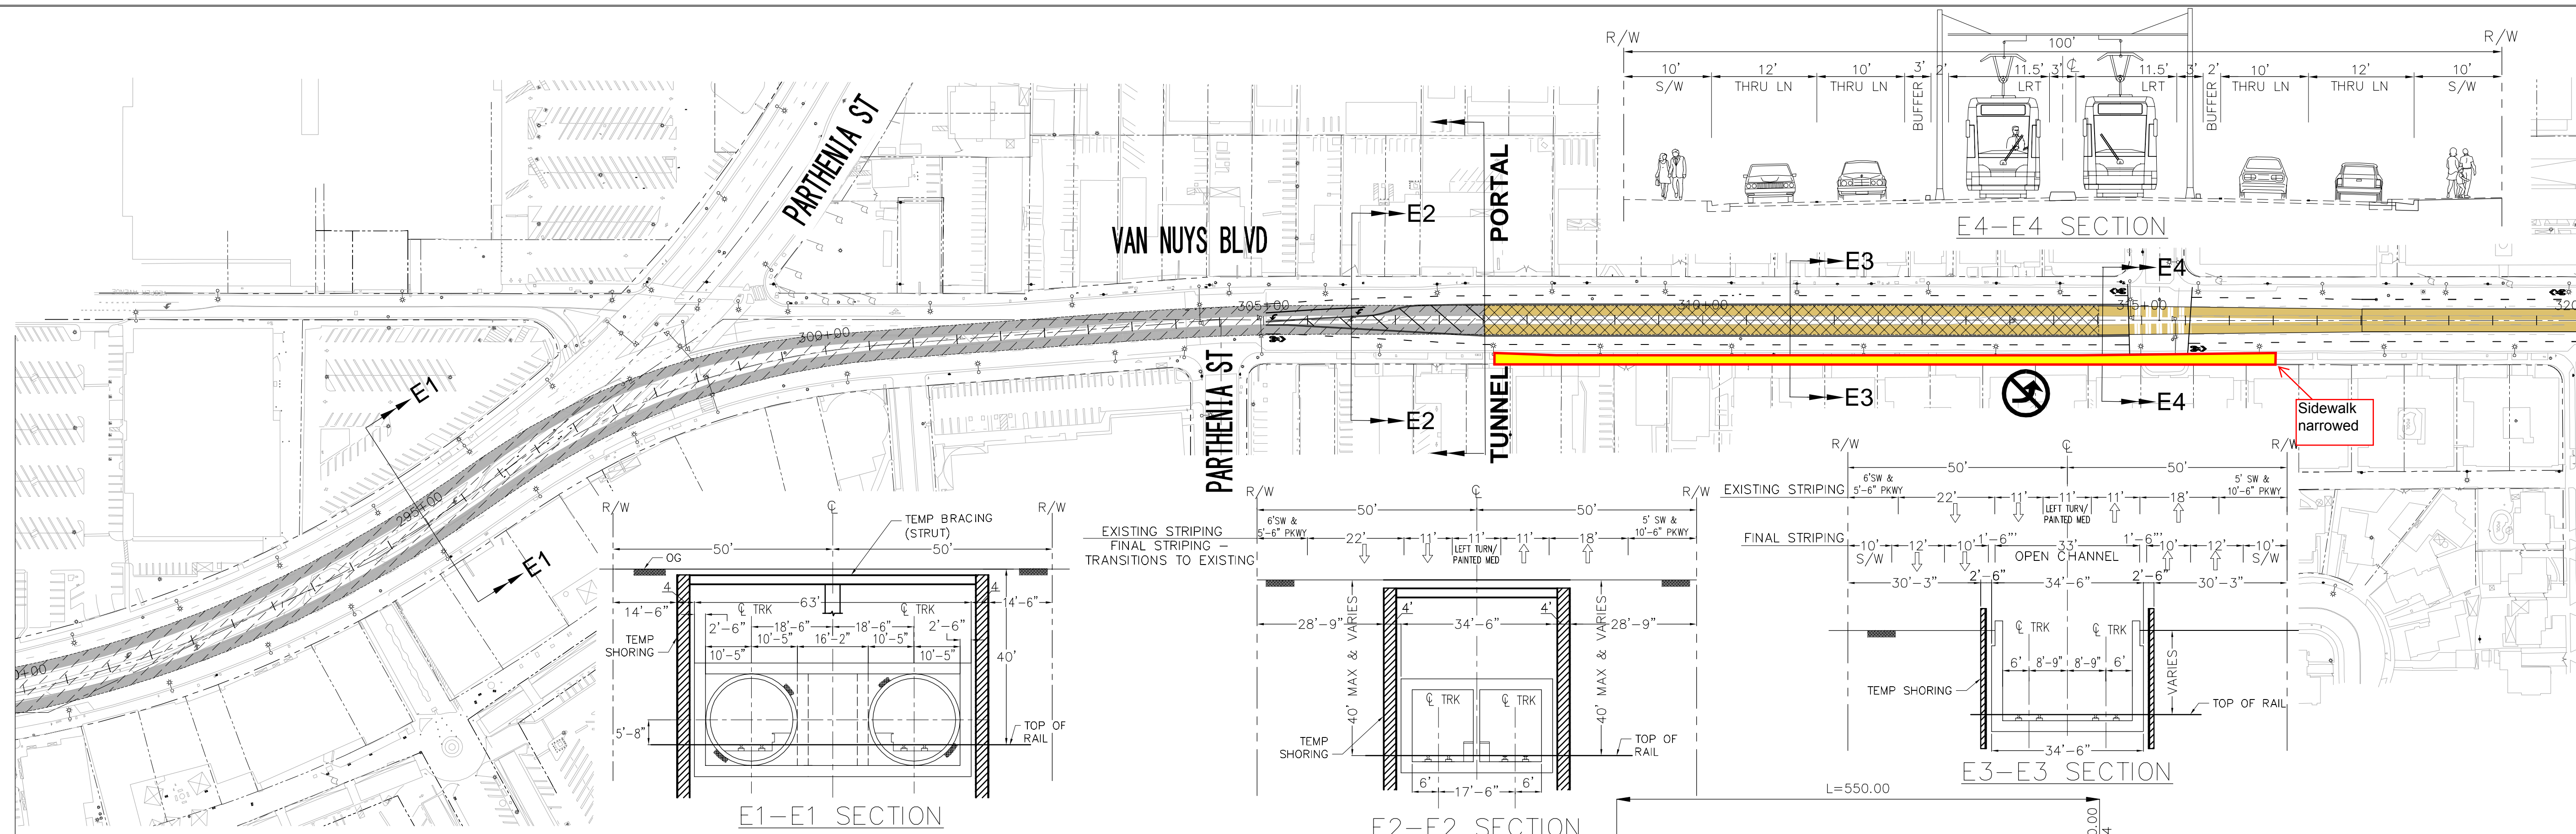 R/W
R/W
100'
10'
S/W
12'
THRU LN
10'
THRU LN
3'
BUFFER
2'
11.5'
LRT
3'
℄
11.5'
LRT
3'
2'
BUFFER
10'
THRU LN
12'
THRU LN
10'
S/W
E4-E4 SECTION
PARTHENIA ST
VAN NUYS BLVD
PORTAL
TUNNEL
PARTHENIA ST
E1
E1
E2
E2
E3
E3
E4
E4
295+00
300+00
305+00
310+00
315+00
Sidewalk
narrowed
R/W
℄
R/W
50'
50'
OG
TEMP BRACING
(STRUT)
4
63'
4
14'-6"
14'-6"
℄ TRK
℄ TRK
2'-6"
18'-6"
18'-6"
2'-6"
10'-5"
16'-2"
10'-5"
10'-5"
10'-5"
40'
TEMP
SHORING
5'-8"
TOP OF
RAIL
E1-E1 SECTION
R/W
℄
R/W
50'
50'
EXISTING STRIPING
FINAL STRIPING -
TRANSITIONS TO EXISTING
6'SW &
5'-6" PKWY
22'
11'
11'
11'
18'
5' SW &
10'-6" PKWY
LEFT TURN/
PAINTED MED
4'
4'
28'-9"
34'-6"
28'-9"
40' MAX & VARIES
40' MAX & VARIES
℄ TRK
℄ TRK
TEMP
SHORING
TOP OF
RAIL
6'
17'-6"
6'
E2-E2 SECTION
R/W
℄
R/W
50'
50'
EXISTING STRIPING
6'SW &
5'-6" PKWY
22'
11'
11'
11'
18'
5' SW &
10'-6" PKWY
LEFT TURN/
PAINTED MED
FINAL STRIPING
10'
S/W
12'
10'
1'-6"
33'
OPEN CHANNEL
1'-6"
10'
12'
10'
S/W
30'-3"
2'-6"
34'-6"
2'-6"
30'-3"
℄ TRK
℄ TRK
6'
8'-9"
8'-9"
6'
VARIES
TEMP SHORING
TOP OF RAIL
34'-6"
E3-E3 SECTION
L=550.00